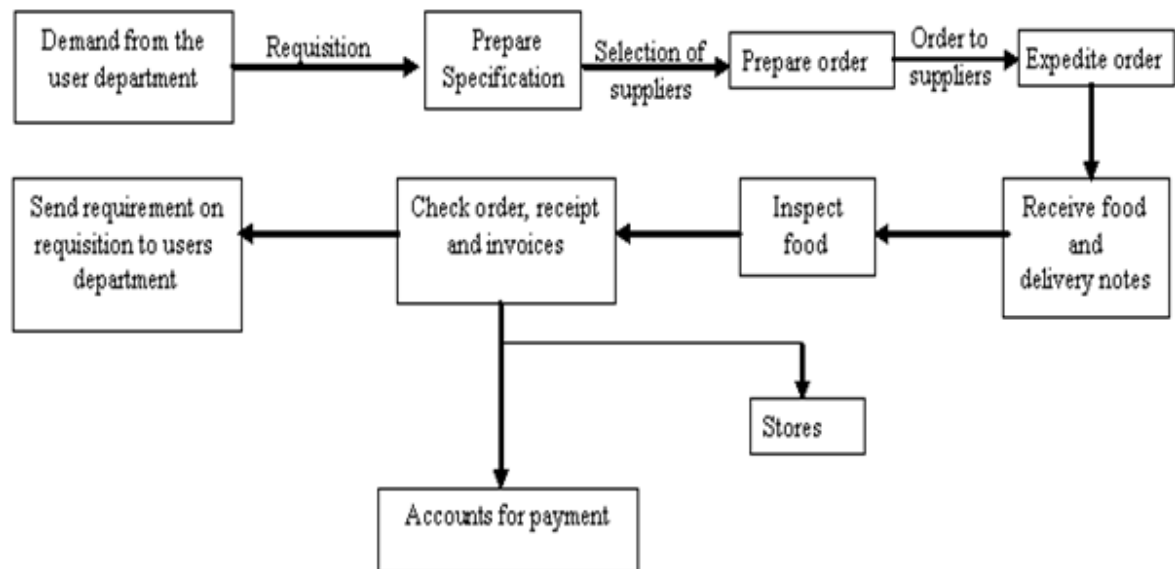 Demand from the
user department
Requisition
Prepare
Specification
Selection of
suppliers
Prepare order
Order to
suppliers
Expedite order
Send requirement on
requisition to users
department
Check order, receipt
and invoices
Inspect
food
Receive food
and
delivery notes
Stores
Accounts for payment